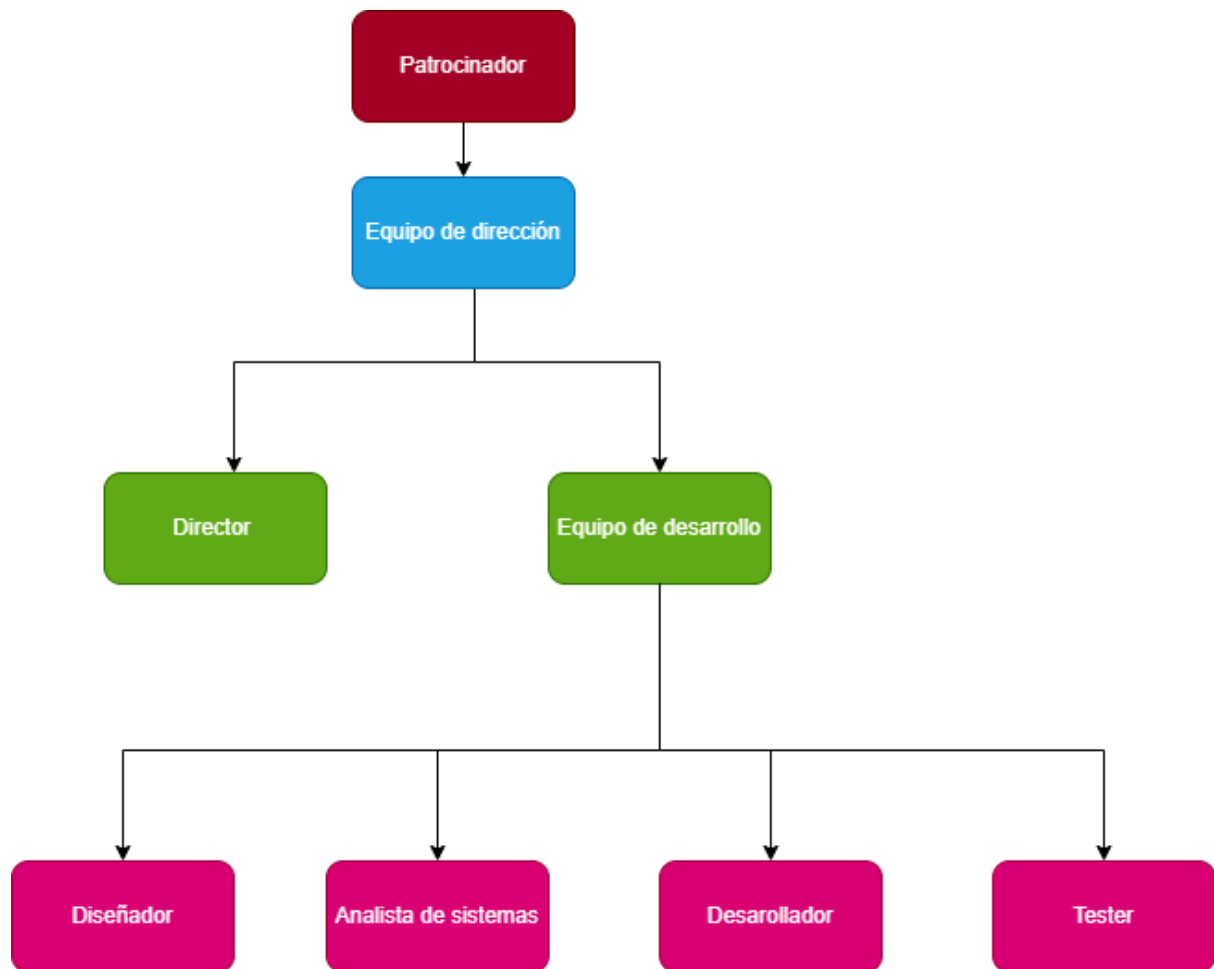 Patrocinador
Equipo de dirección
Director
Equipo de desarrollo
Diseñador
Analista de sistemas
Desarollador
Tester